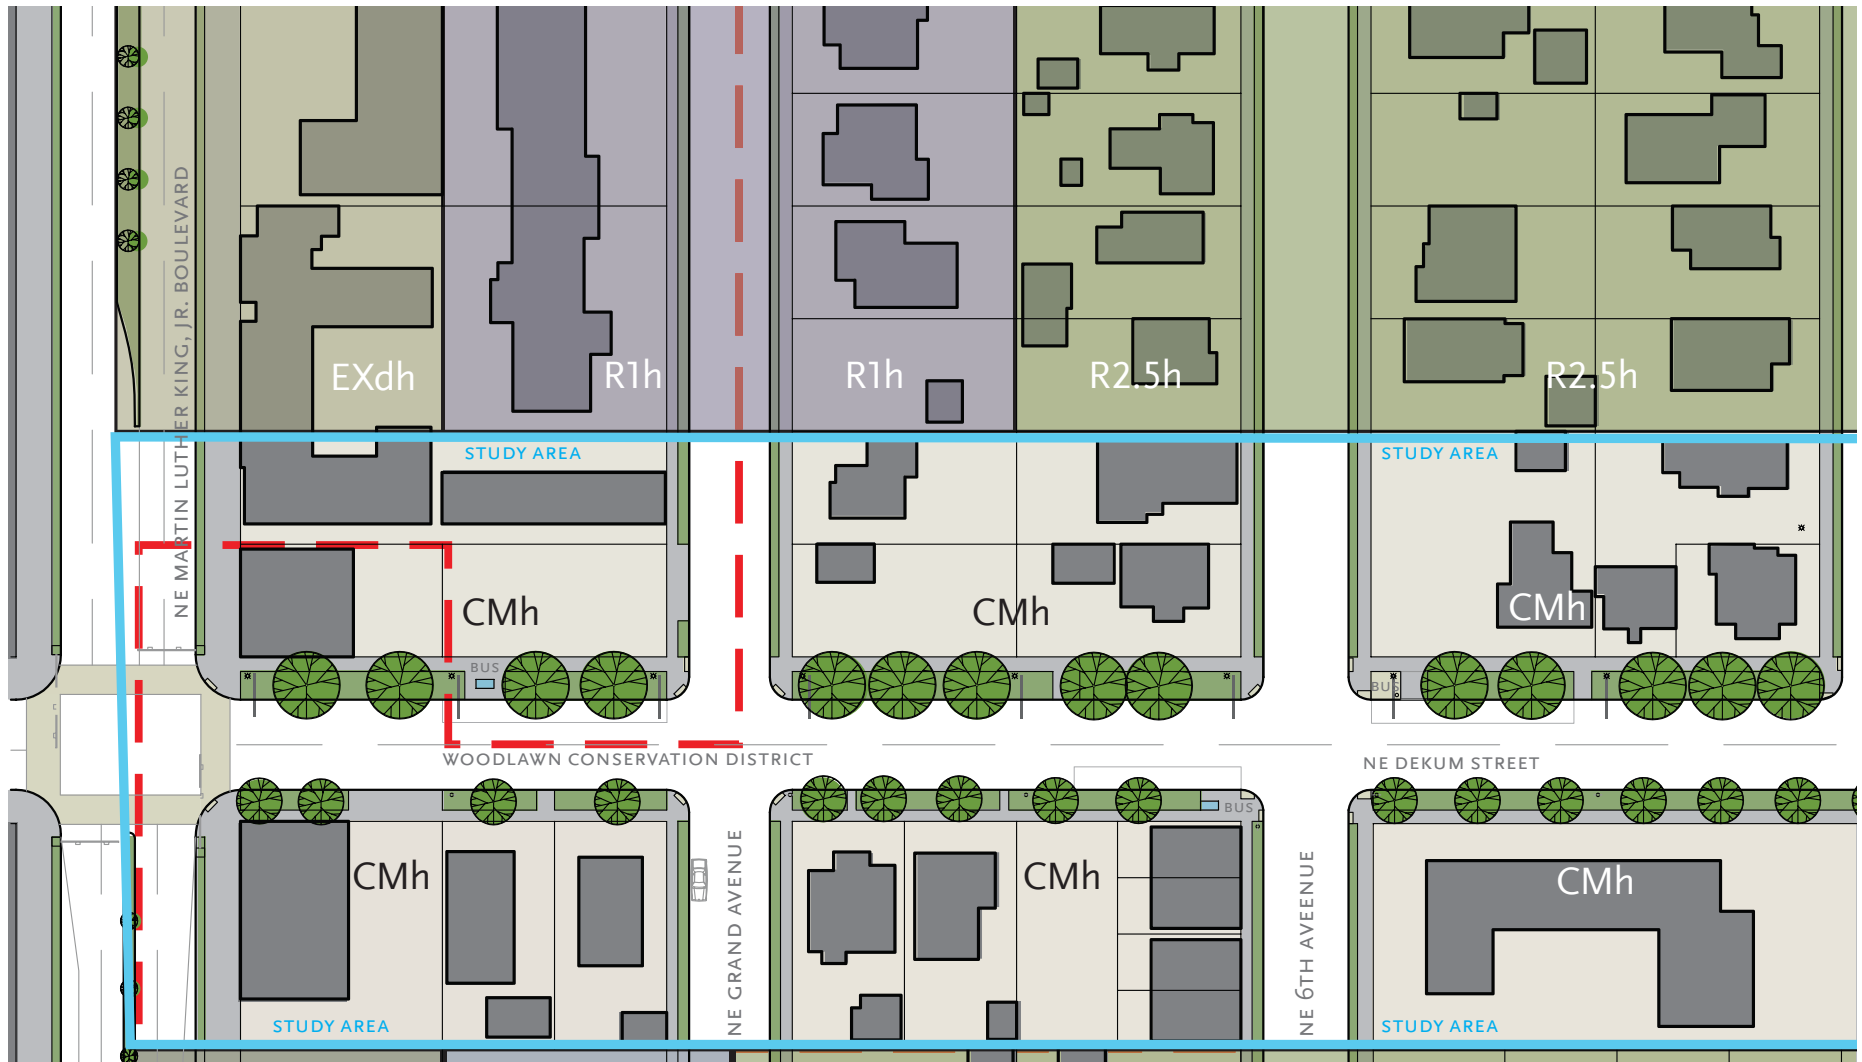 NE MARTIN LUTHER KING, JR. BOULEVARD
EXdh
R1h
R1h
R2.5h
R2.5h
STUDY AREA
STUDY AREA
CMh
CMh
CMh
BUS
BUS
WOODLAWN CONSERVATION DISTRICT
NE DEKUM STREET
BUS
CMh
CMh
CMh
NE GRAND AVENUE
NE 6TH AVEENUE
STUDY AREA
STUDY AREA